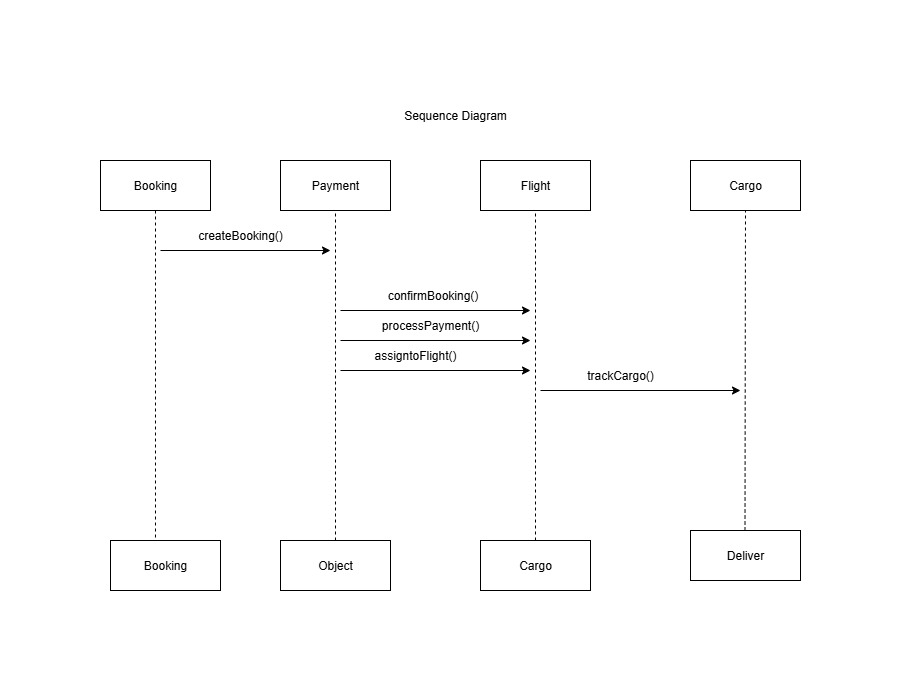 Sequence Diagram
Booking
Payment
Flight
Cargo
createBooking()
confirmBooking()
processPayment()
assigntoFlight()
trackCargo()
Booking
Object
Cargo
Deliver